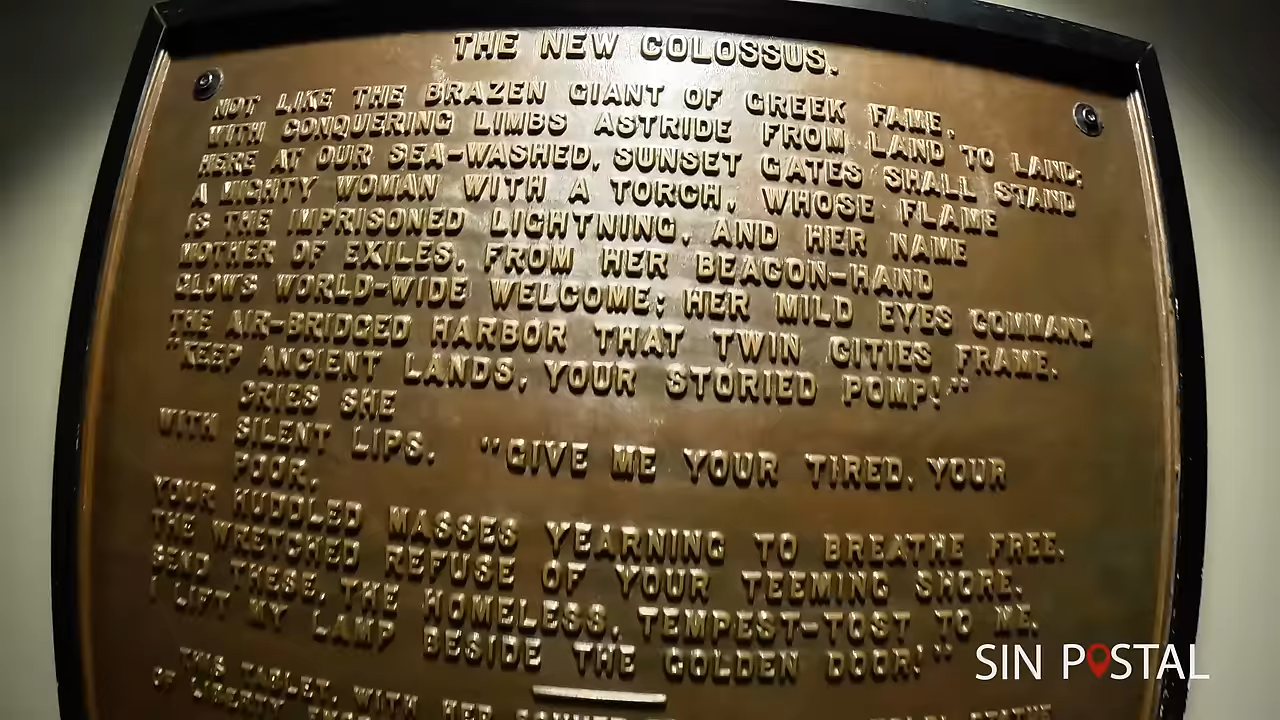 THE NEW COLOSSUS.
NOT LIKE THE BRAZEN GIANT OF GREEK FAME,
WITH CONQUERING LIMBS ASTRIDE FROM LAND TO LAND;
HERE AT OUR SEA-WASHED, SUNSET GATES SHALL STAND
A MIGHTY WOMAN WITH A TORCH, WHOSE FLAME
IS THE IMPRISONED LIGHTNING, AND HER NAME
MOTHER OF EXILES. FROM HER BEACON-HAND
GLOWS WORLD-WIDE WELCOME; HER MILD EYES COMMAND
THE AIR-BRIDGED HARBOR THAT TWIN CITIES FRAME.
"KEEP ANCIENT LANDS, YOUR STORIED POMP!"
CRIES SHE
WITH SILENT LIPS. "GIVE ME YOUR TIRED, YOUR
POOR,
YOUR HUDDLED MASSES YEARNING TO BREATHE FREE,
THE WRETCHED REFUSE OF YOUR TEEMING SHORE.
SEND THESE, THE HOMELESS, TEMPEST-TOST TO ME,
I LIFT MY LAMP BESIDE THE GOLDEN DOOR!"
THIS TABLET, WITH HER
OF LIBERTY
SIN POSTAL